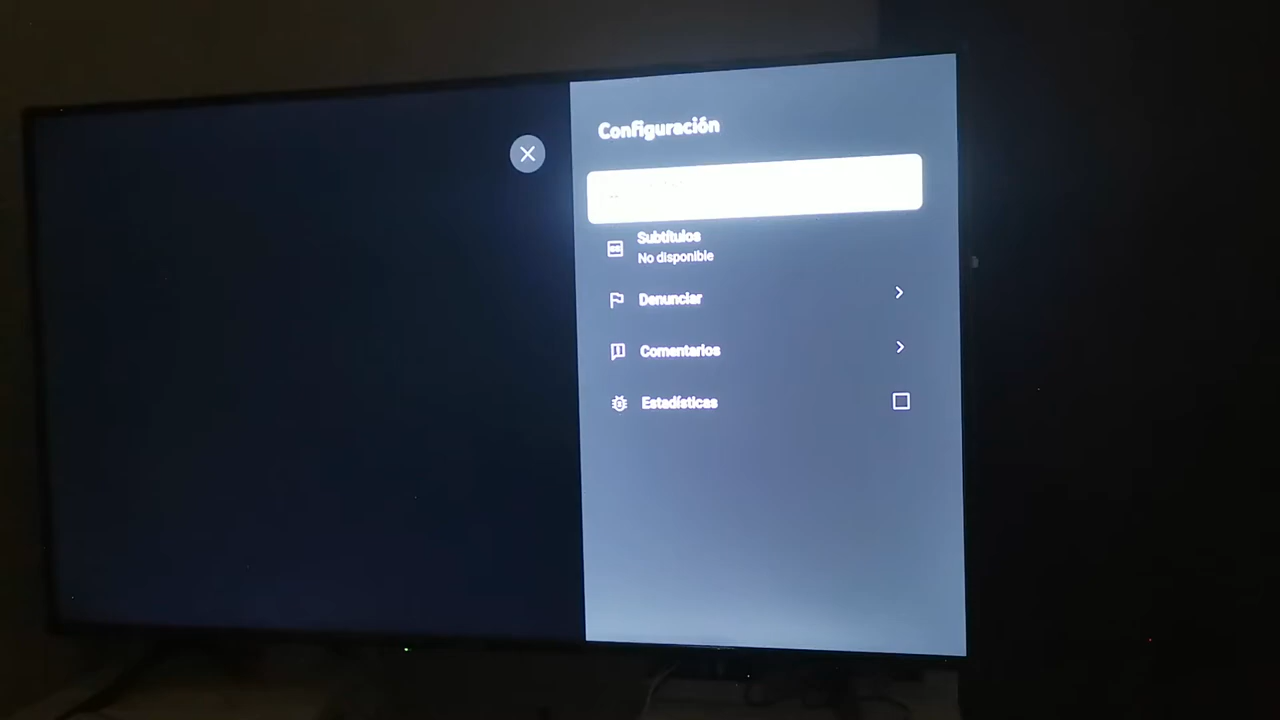 Configuración
Subtítulos
No disponible
Denunciar
Comentarios
Estadísticas